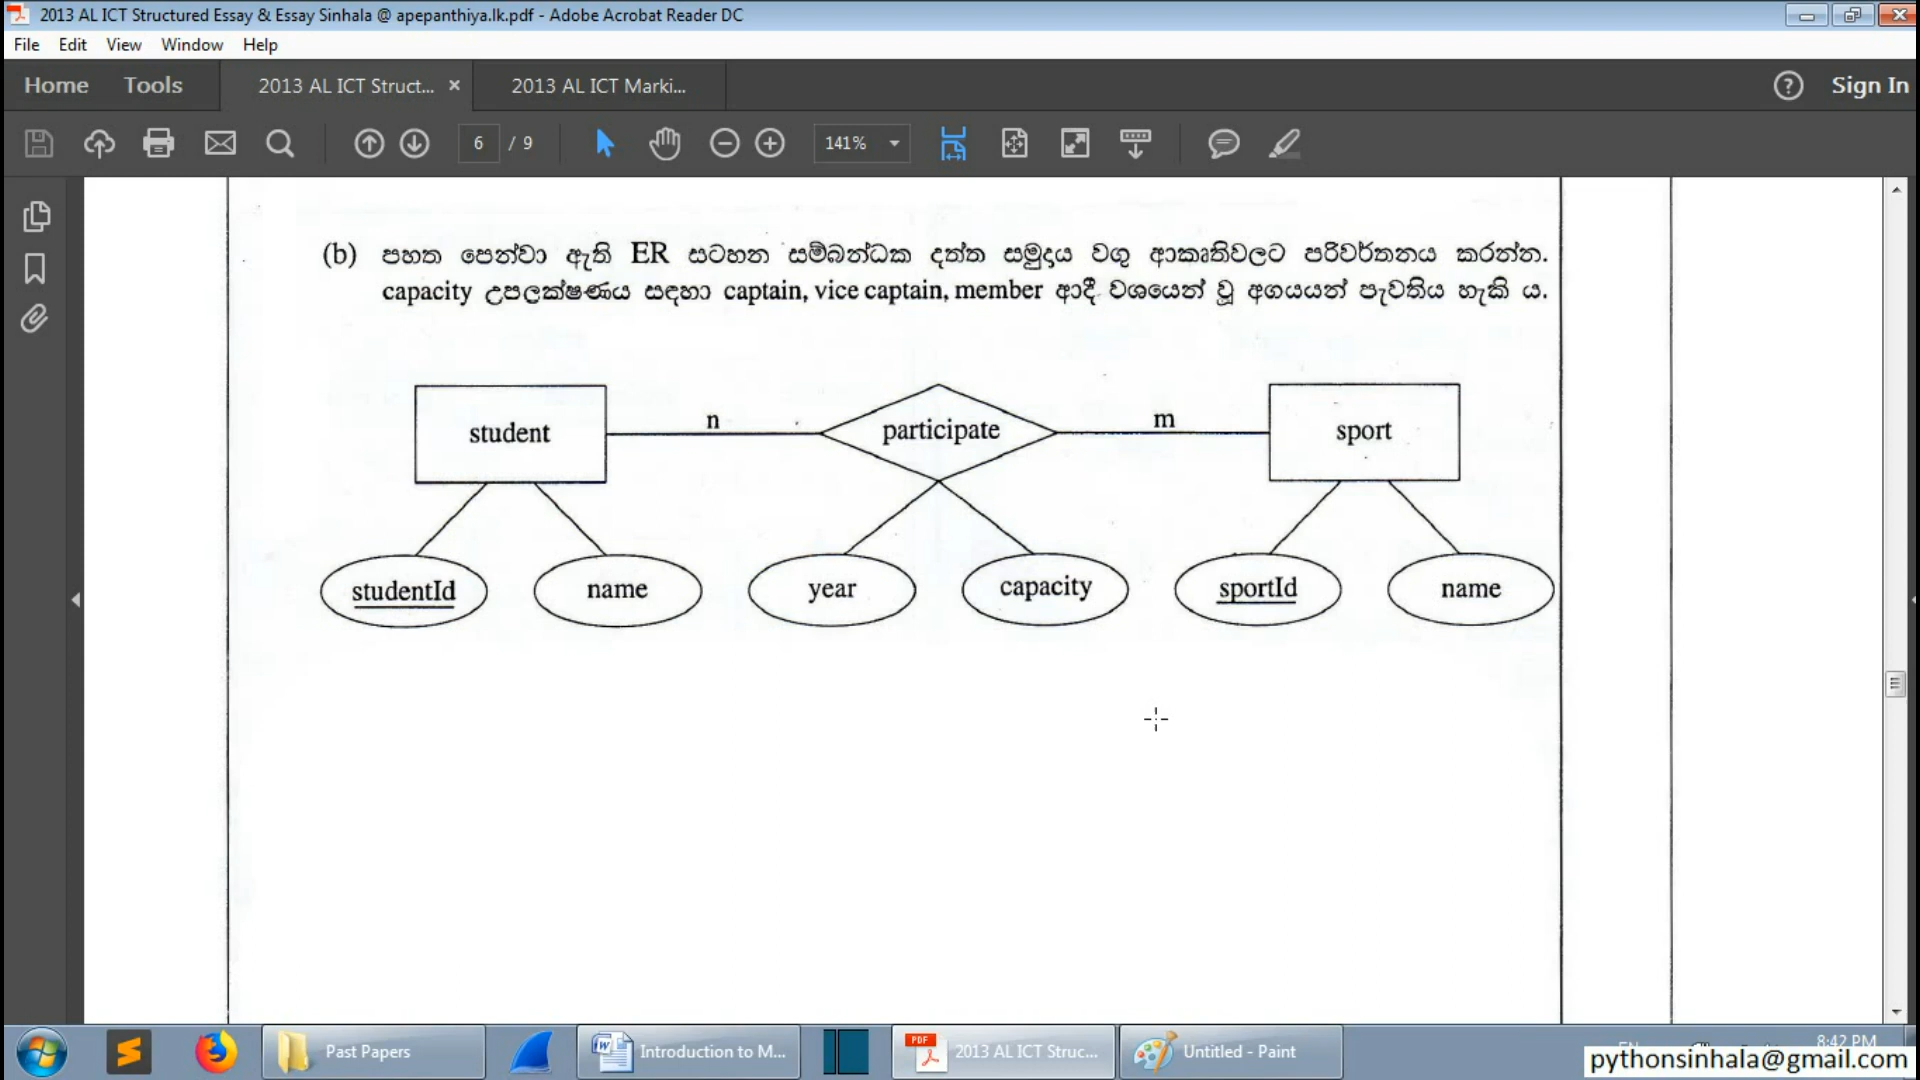 2013 AL ICT Structured Essay & Essay Sinhala @ apepanthiya.lk.pdf - Adobe Acrobat Reader DC
File Edit View Window Help
Home Tools 2013 AL ICT Struct... × 2013 AL ICT Marki... ? Sign In
6 / 9 141%
(b) පහත පෙන්වා ඇති ER සටහන සම්බන්ධක දත්ත සමුදාය වගු ආකෘතිවලට පරිවර්තනය කරන්න.
capacity උපලක්ෂණය සඳහා captain, vice captain, member ආදී වශයෙන් වූ අගයයන් පැවතිය හැකි ය.
student n participate m sport
studentId name year capacity sportId name
Past Papers Introduction to M... PDF 2013 AL ICT Struc... Untitled - Paint
8:42 PM
pythonsinhala@gmail.com